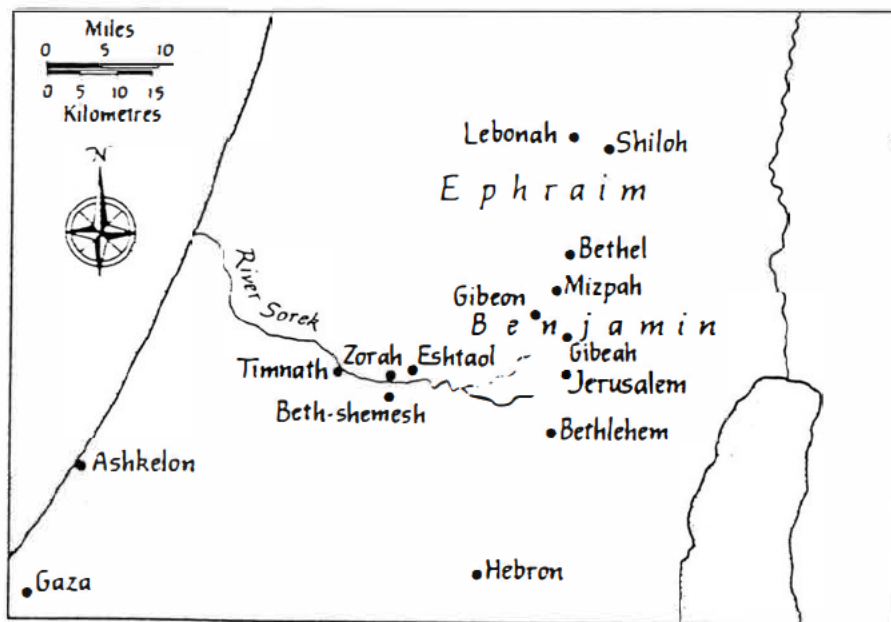 Miles
0 5 10
0 5 10 15
Kilometres
N
Lebonah
Shiloh
Ephraim
Bethel
River Sorek
Mizpah
Gibeon
Benjamin
Gibeah
Zorah
Eshtaol
Timnath
Jerusalem
Beth-shemesh
Bethlehem
Ashkelon
Hebron
Gaza